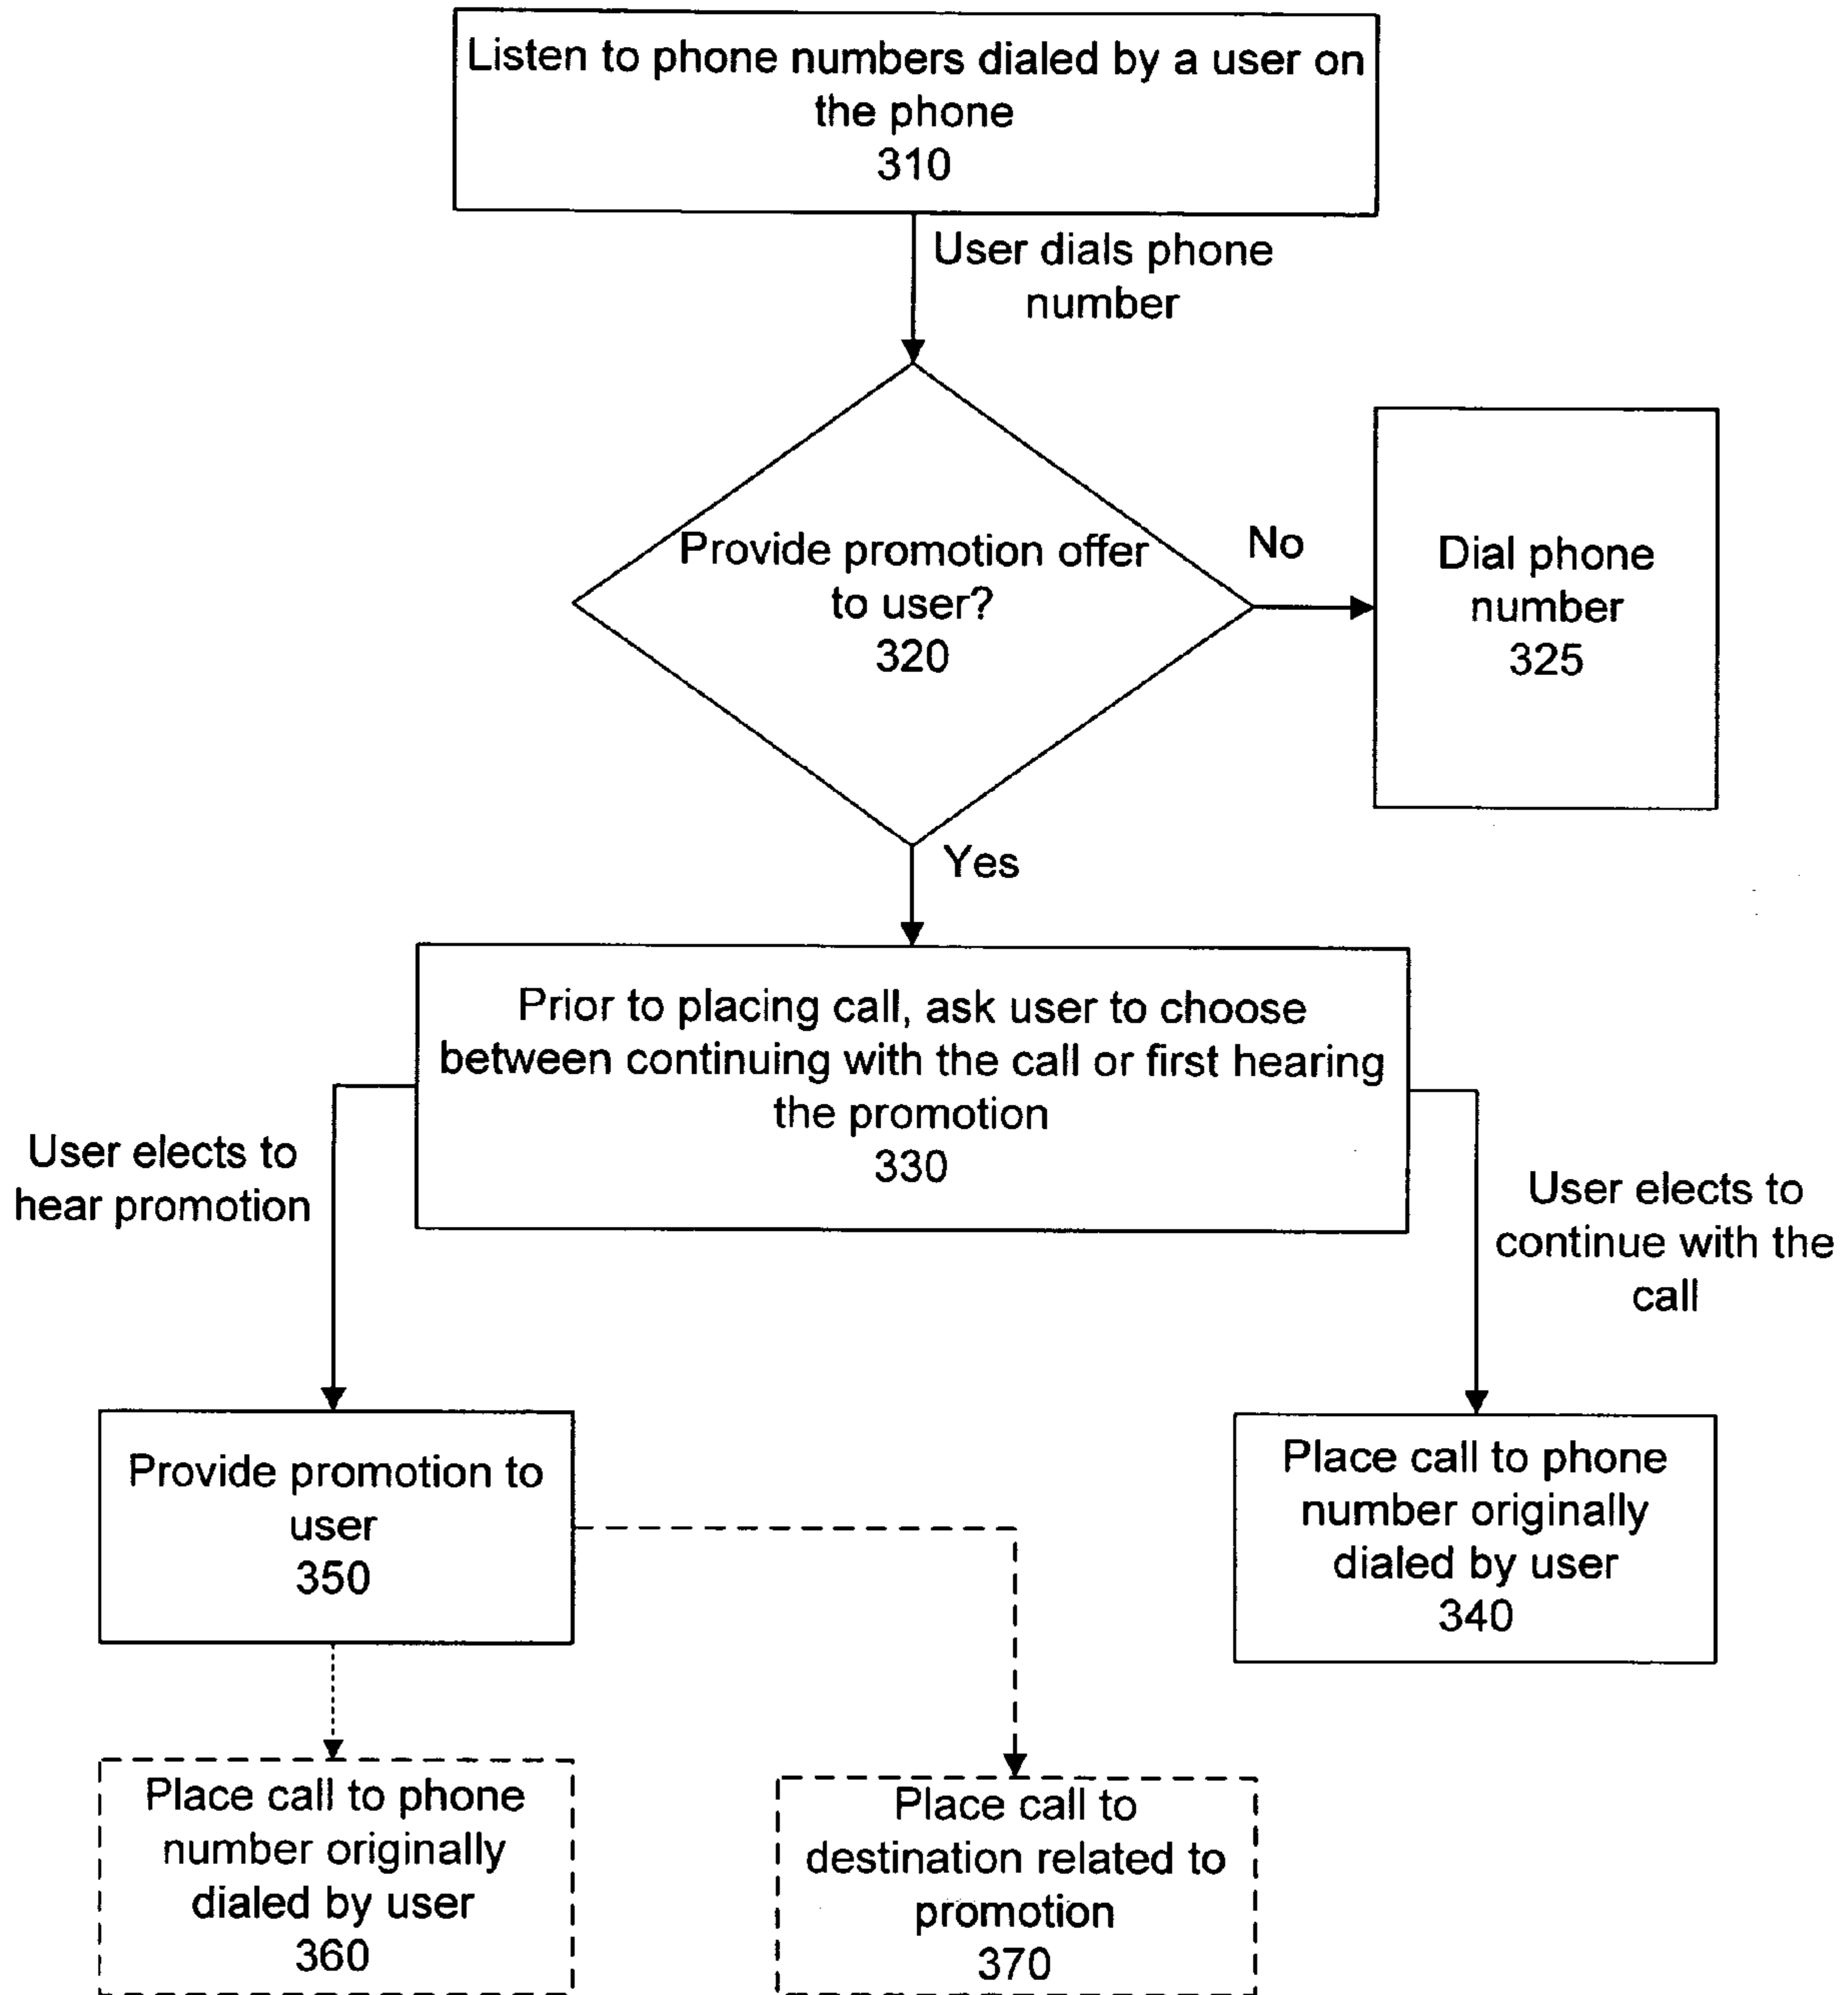 Listen to phone numbers dialed by a user on
the phone
310
User dials phone
number
Provide promotion offer
to user?
320
No
Dial phone
number
325
Yes
Prior to placing call, ask user to choose
between continuing with the call or first hearing
the promotion
330
User elects to
hear promotion
User elects to
continue with the
call
Provide promotion to
user
350
Place call to phone
number originally
dialed by user
340
Place call to phone
number originally
dialed by user
360
Place call to
destination related to
promotion
370